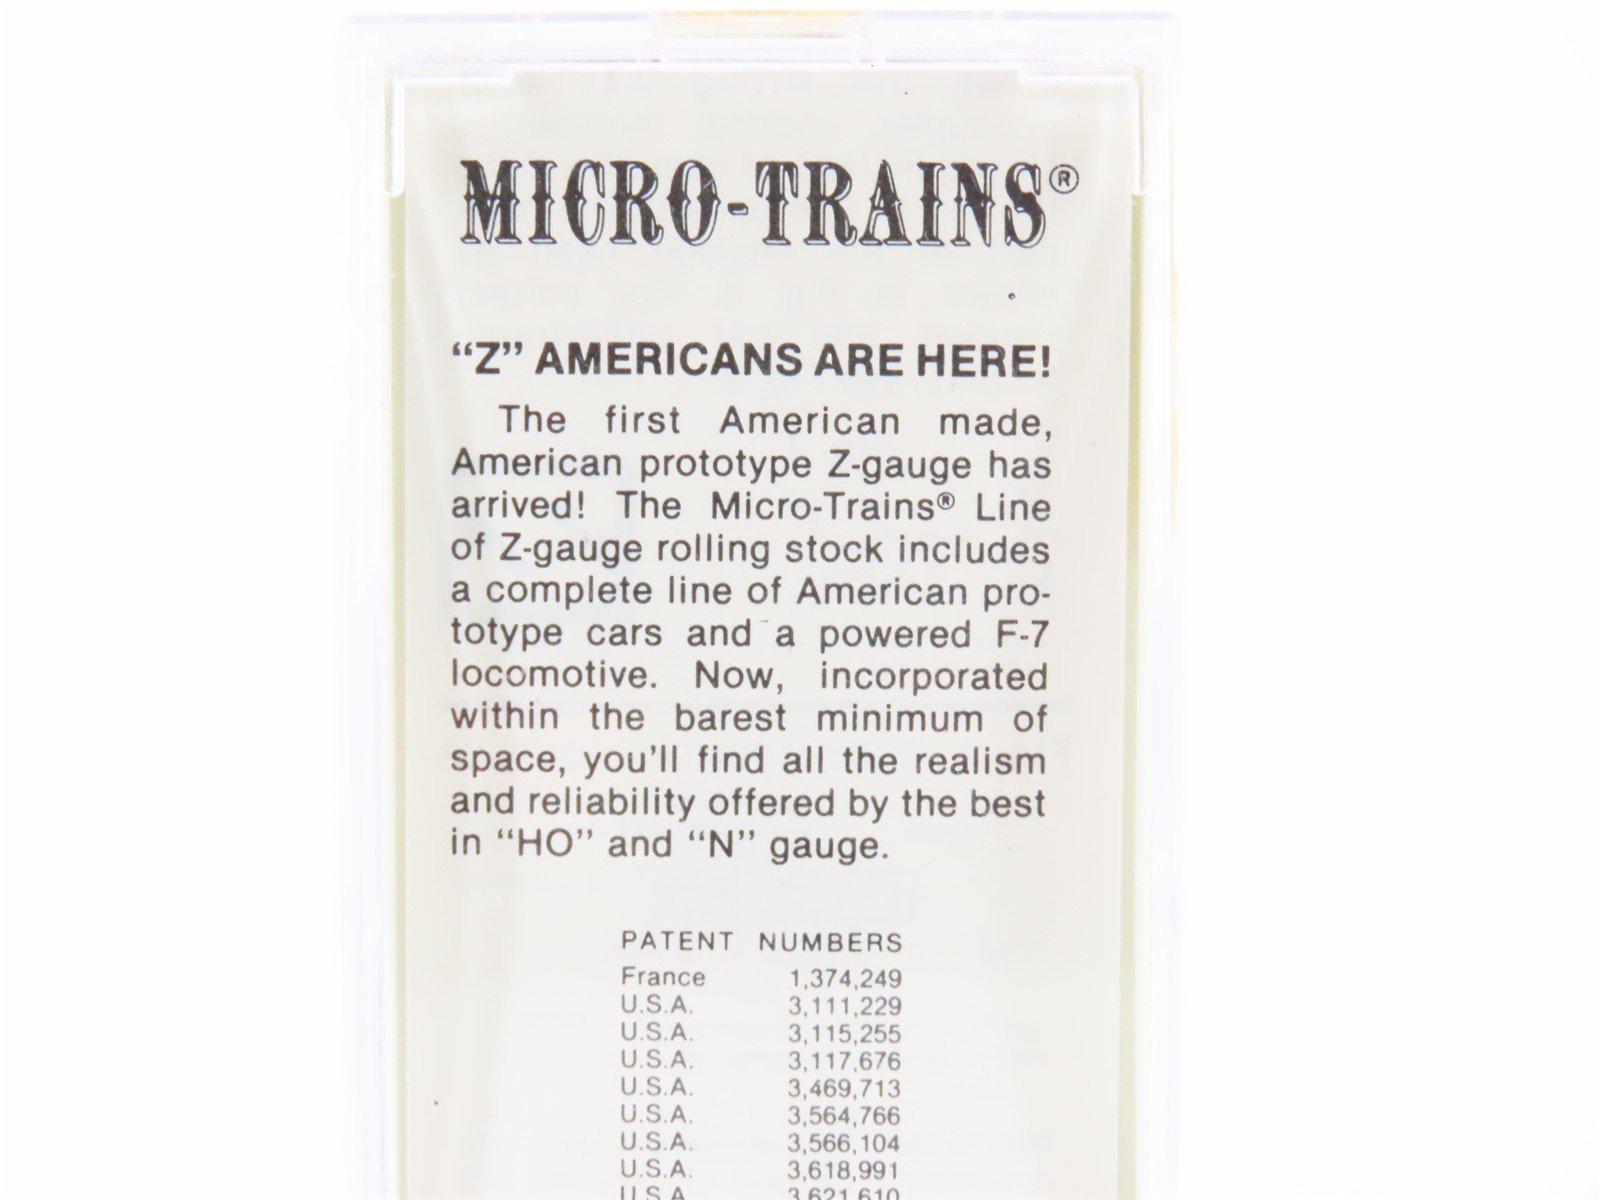 MICRO-TRAINS®
“Z” AMERICANS ARE HERE!
The first American made,
American prototype Z-gauge has
arrived! The Micro-Trains® Line
of Z-gauge rolling stock includes
a complete line of American pro-
totype cars and a powered F-7
locomotive. Now, incorporated
within the barest minimum of
space, you'll find all the realism
and reliability offered by the best
in “HO” and “N” gauge.
PATENT NUMBERS
France 1,374,249
U.S.A. 3,111,229
U.S.A. 3,115,255
U.S.A. 3,117,676
U.S.A. 3,469,713
U.S.A. 3,564,766
U.S.A. 3,566,104
U.S.A. 3,618,991
U.S.A. 3,621,610